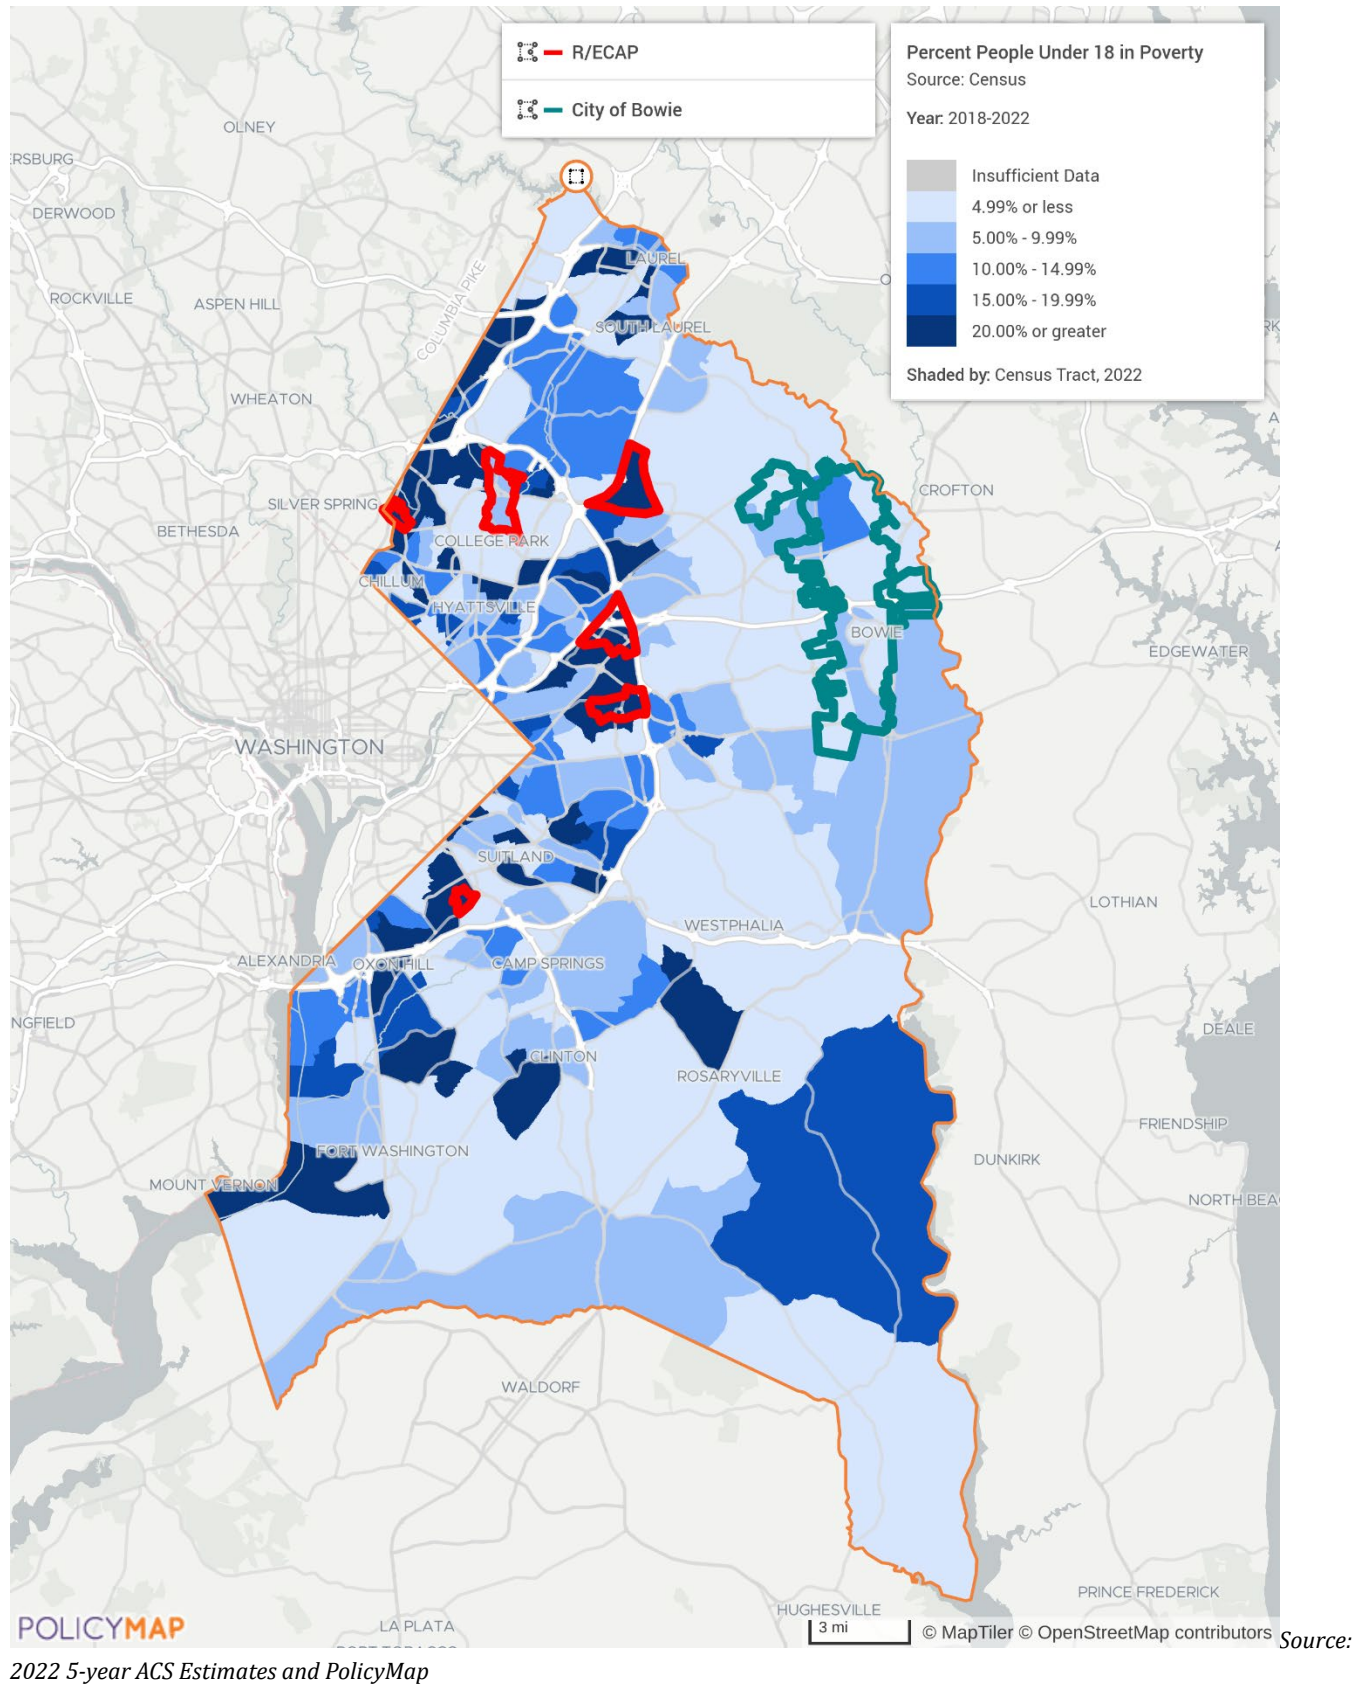 R/ECAP
City of Bowie
Percent People Under 18 in Poverty
Source: Census
Year: 2018-2022
Insufficient Data
4.99% or less
5.00% - 9.99%
10.00% - 14.99%
15.00% - 19.99%
20.00% or greater
Shaded by: Census Tract, 2022
OLNEY
ERSBURG
DERWOOD
COLUMBIA PIKE
LAUREL
ROCKVILLE
ASPEN HILL
SOUTH LAUREL
WHEATON
SILVER SPRING
CROFTON
BETHESDA
COLLEGE PARK
CHILLUM
HYATTSVILLE
BOWIE
EDGEWATER
WASHINGTON
SUITLAND
LOTHIAN
WESTPHALIA
ALEXANDRIA
OXON HILL
CAMP SPRINGS
NGFIELD
DEALE
CLINTON
ROSARYVILLE
FRIENDSHIP
FORT WASHINGTON
DUNKIRK
MOUNT VERNON
NORTH BEA
WALDORF
PRINCE FREDERICK
HUGHESVILLE
LA PLATA
POLICYMAP
3 mi
© MapTiler © OpenStreetMap contributors
Source:
2022 5-year ACS Estimates and PolicyMap